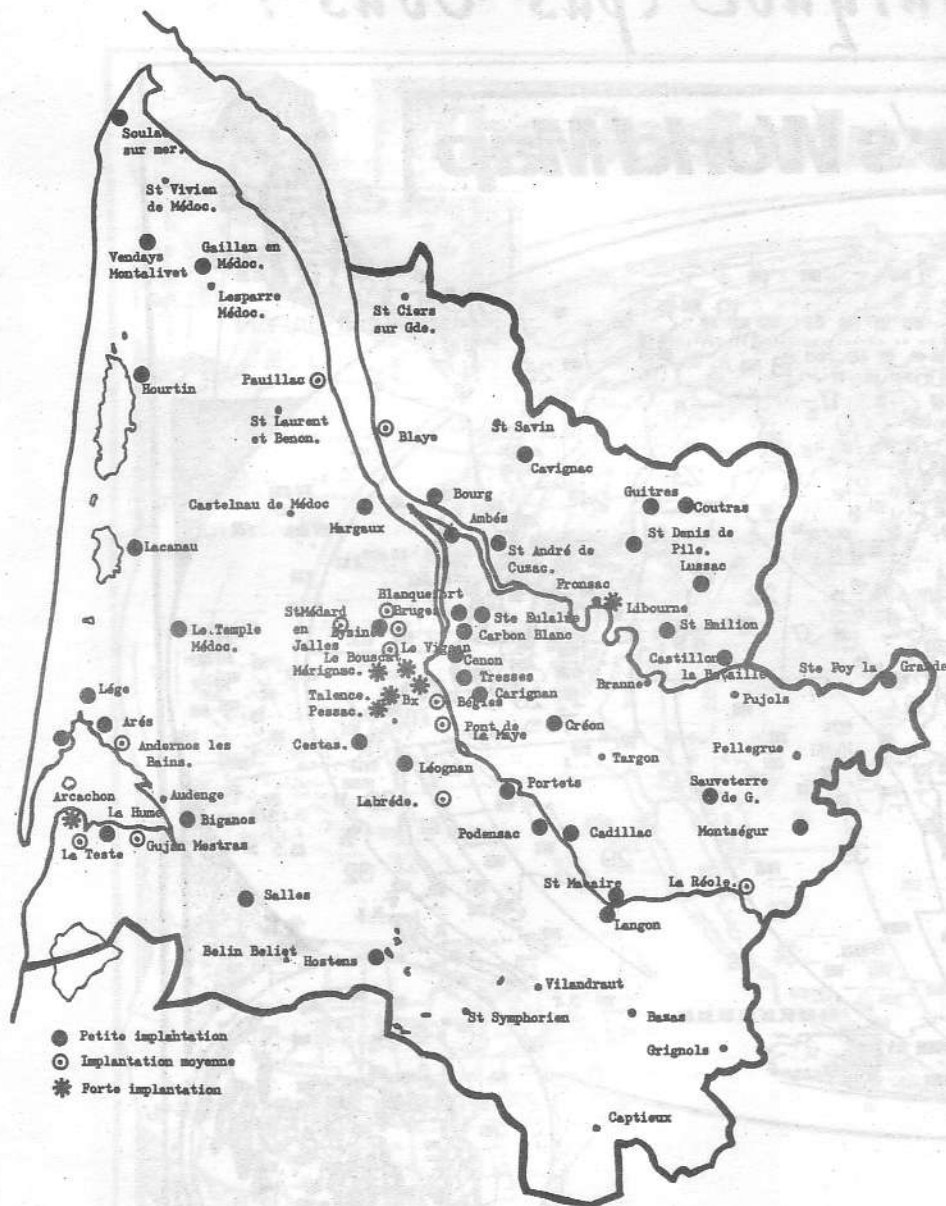 Soulac
sur mer.
St Vivien
de Médoc.
Vendays
Montalivet
Gaillan en
Médoc.
Lesparre
Médoc.
St Ciers
sur Gde.
Hourtin
Pauillac
St Laurent
et Benon.
Blaye
St Savin
Cavignac
Castelnau de Médoc
Margaux
Bourg
Ambés
Guitres
Coutras
St André de
Cuzac.
St Denis de
Pile.
Lussac
Lacanau
Fronsac
Libourne
Blanquefort
Bruges
Ste Eulalie
StMédard
en
Jalles
Eysines
Carbon Blanc
St Emilion
Le Temple
Médoc.
Le Vigean
Le Bouscat
Cenon
Castillon
la Bataille
Ste Foy la Grande
Mérignac.
Tresses
Branne
Pujols
Talence.
Bx
Carignan
Pessac.
Bégles
Lége
Arés
Pont de
La Maye
Créon
Andernos les
Bains.
Cestas.
Targon
Pellegrue
Léognan
Portets
Sauveterre
de G.
Arcachon
Audenge
Labréde.
La Hume
Biganos
Podensac
Cadillac
Montségur
La Teste
Gujan Mestras
St Macaire
La Réole.
Salles
Langon
Belin Beliet
Hostens
Vilandraut
St Symphorien
Bazas
Grignols
Captieux
Petite implantation
Implantation moyenne
Forte implantation